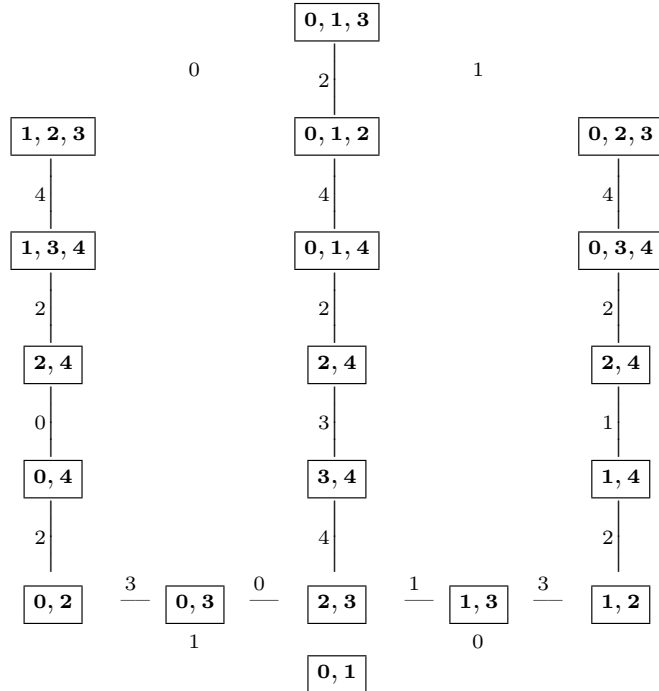 0, 1, 3
0 2 1
1, 2, 3 0, 1, 2 0, 2, 3
4 4 4
1, 3, 4 0, 1, 4 0, 3, 4
2 2 2
2, 4 2, 4 2, 4
0 3 1
0, 4 3, 4 1, 4
2 4 2
3 0 1 3
0, 2 0, 3 2, 3 1, 3 1, 2
1 0
0, 1